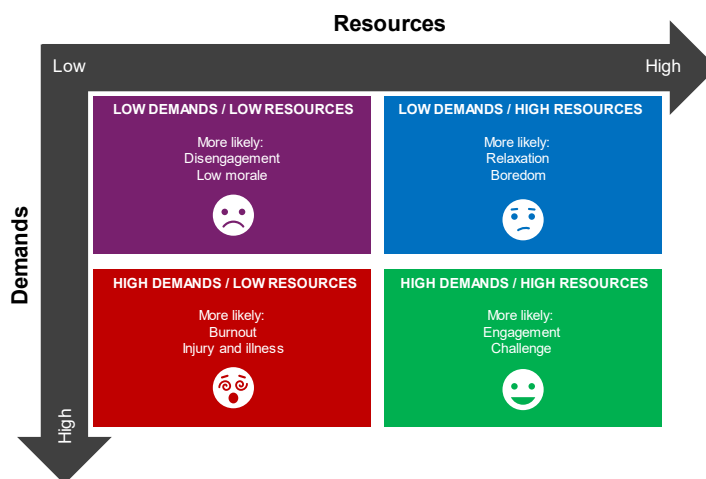 Resources
Low
High
LOW DEMANDS / LOW RESOURCES
More likely:
Disengagement
Low morale
LOW DEMANDS / HIGH RESOURCES
More likely:
Relaxation
Boredom
Demands
HIGH DEMANDS / LOW RESOURCES
More likely:
Burnout
Injury and illness
HIGH DEMANDS / HIGH RESOURCES
More likely:
Engagement
Challenge
High